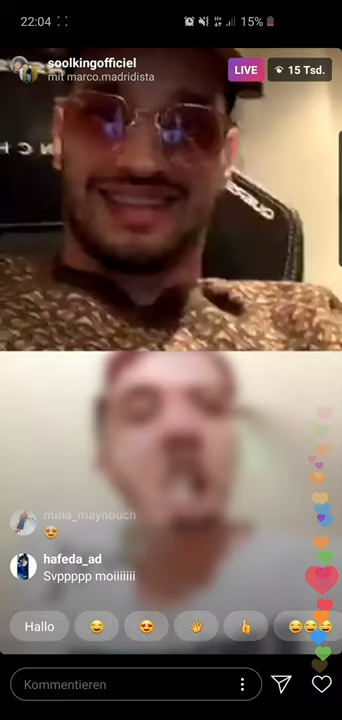 22:04
15%
soolkingofficiel
mit marco.madridista
LIVE
15 Tsd.
mina_maynouch
😍
hafeda_ad
Svppppp moiiiiiii
Hallo 😂 😍 👋 👍 😂😂😂
Kommentieren